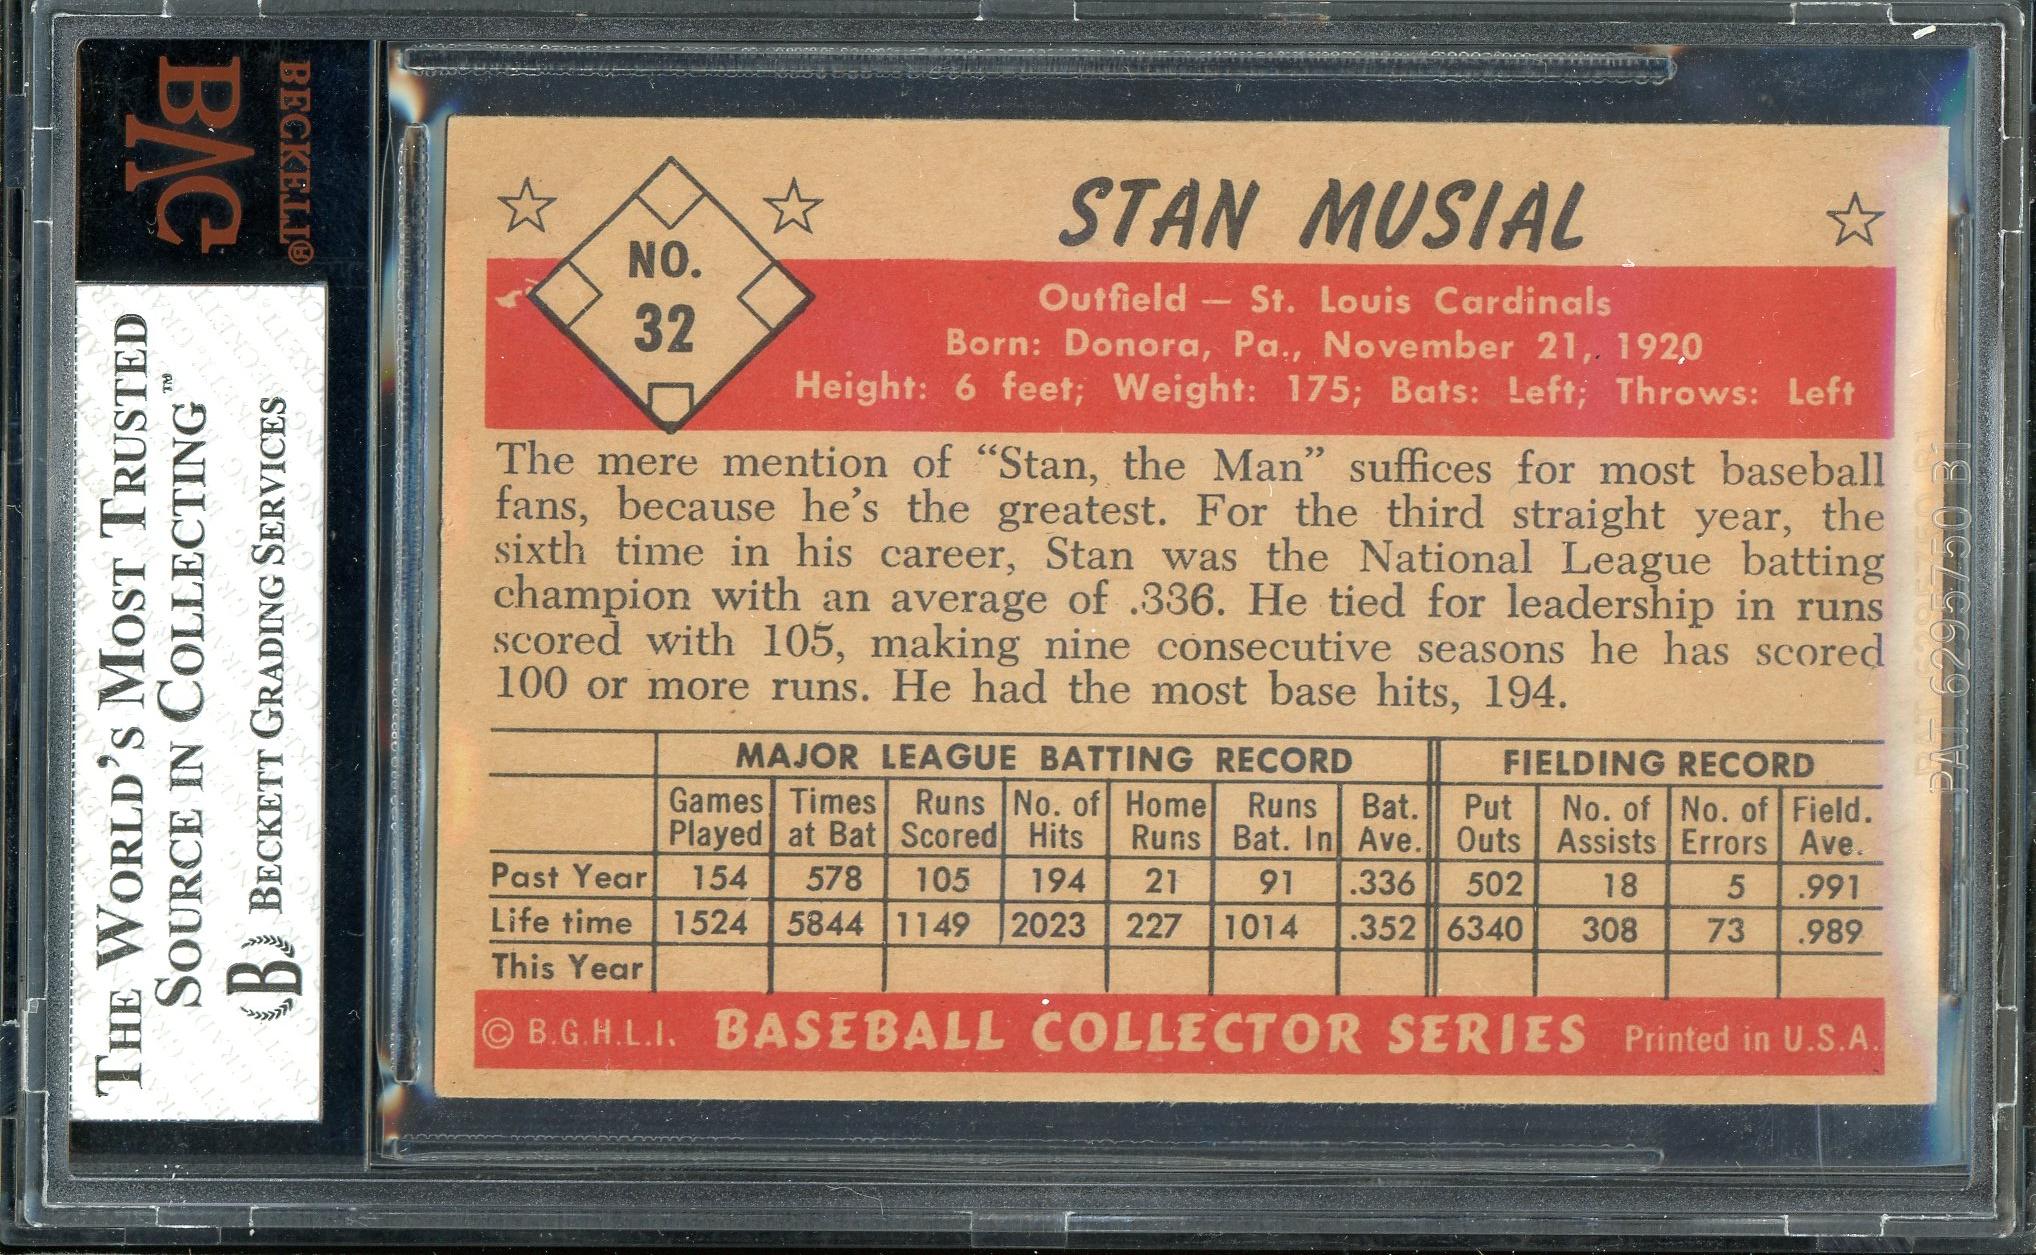 BECKETT®
BVG
THE WORLD'S MOST TRUSTED
SOURCE IN COLLECTING™
B BECKETT GRADING SERVICES
NO.
32
STAN MUSIAL
Outfield — St. Louis Cardinals
Born: Donora, Pa., November 21, 1920
Height: 6 feet; Weight: 175; Bats: Left; Throws: Left
The mere mention of “Stan, the Man” suffices for most baseball
fans, because he’s the greatest. For the third straight year, the
sixth time in his career, Stan was the National League batting
champion with an average of .336. He tied for leadership in runs
scored with 105, making nine consecutive seasons he has scored
100 or more runs. He had the most base hits, 194.
MAJOR LEAGUE BATTING RECORD FIELDING RECORD
Games Times Runs No. of Home Runs Bat. Put No. of No. of Field.
Played at Bat Scored Hits Runs Bat. In Ave. Outs Assists Errors Ave.
Past Year 154 578 105 194 21 91 .336 502 18 5 .991
Life time 1524 5844 1149 2023 227 1014 .352 6340 308 73 .989
This Year
© B.G.H.L.I. BASEBALL COLLECTOR SERIES Printed in U.S.A.
PAT 6295750 B1